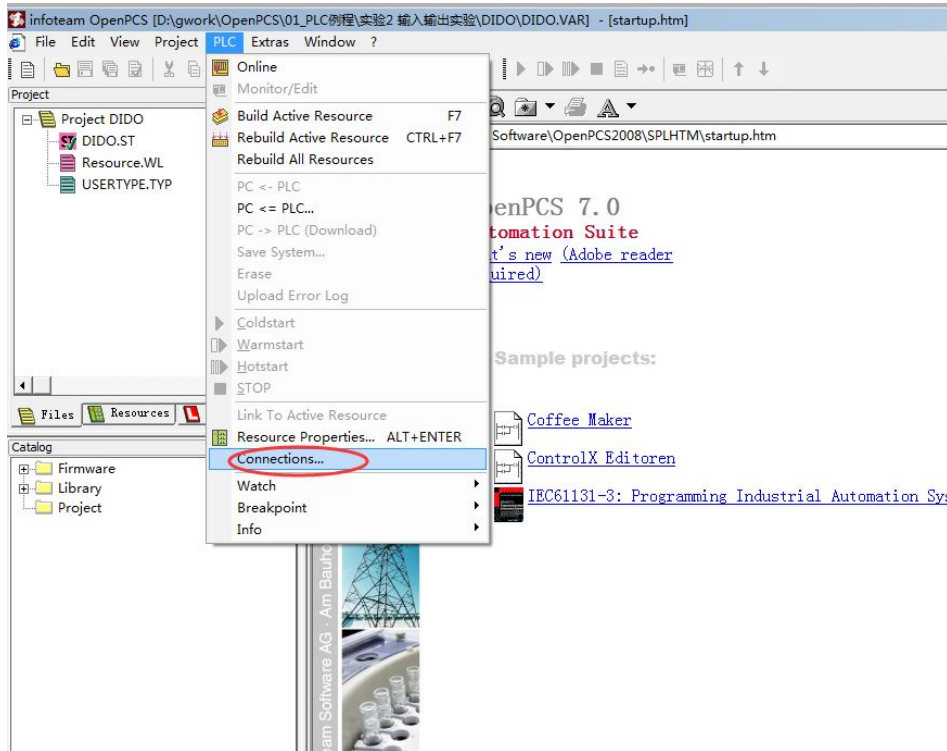 infoteam OpenPCS [D:\gwork\OpenPCS\01_PLC例程\实验2 输入输出实验\DIDO\DIDO.VAR] - [startup.htm]
File Edit View Project PLC Extras Window ?
Project
Project DIDO
DIDO.ST
Resource.WL
USERTYPE.TYP
Files Resources
Catalog
Firmware
Library
Project
Online
Monitor/Edit
Build Active Resource F7
Rebuild Active Resource CTRL+F7
Rebuild All Resources
PC <- PLC
PC <= PLC...
PC -> PLC (Download)
Save System...
Erase
Upload Error Log
Coldstart
Warmstart
Hotstart
STOP
Link To Active Resource
Resource Properties... ALT+ENTER
Connections...
Watch
Breakpoint
Info
Software\OpenPCS2008\SPLHTM\startup.htm
enPCS 7.0
tomation Suite
t's new (Adobe reader
uired)
Sample projects:
Coffee Maker
ControlX Editoren
IEC61131-3: Programming Industrial Automation Sy
am Software AG · Am Bauho